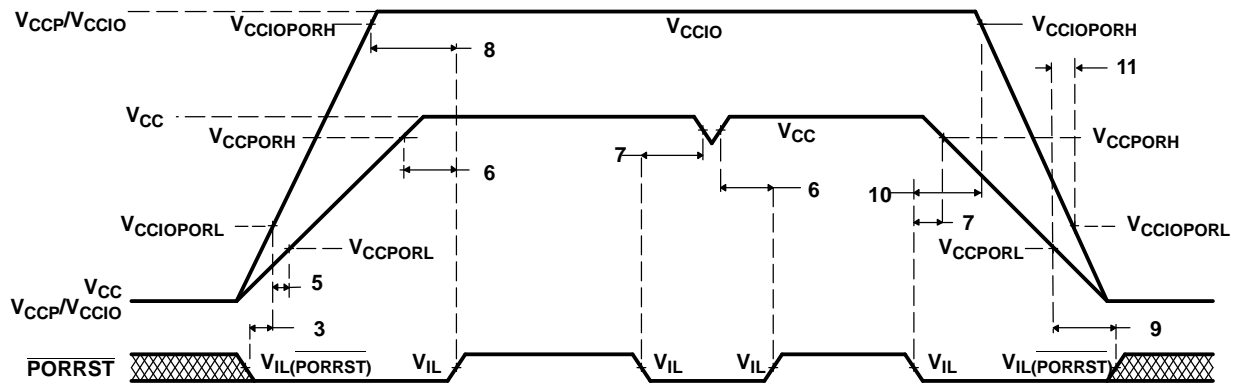 VCCP/VCCIO
VCCIOPORH
VCCIO
VCCIOPORH
8
11
VCC
VCCPORH
VCC
VCCPORH
7
6
6
10
7
VCCIOPORL
VCCPORL
VCCPORL
VCCIOPORL
VCC
VCCP/VCCIO
5
3
9
PORRST
VIL(PORRST)
VIL
VIL
VIL
VIL
VIL(PORRST)